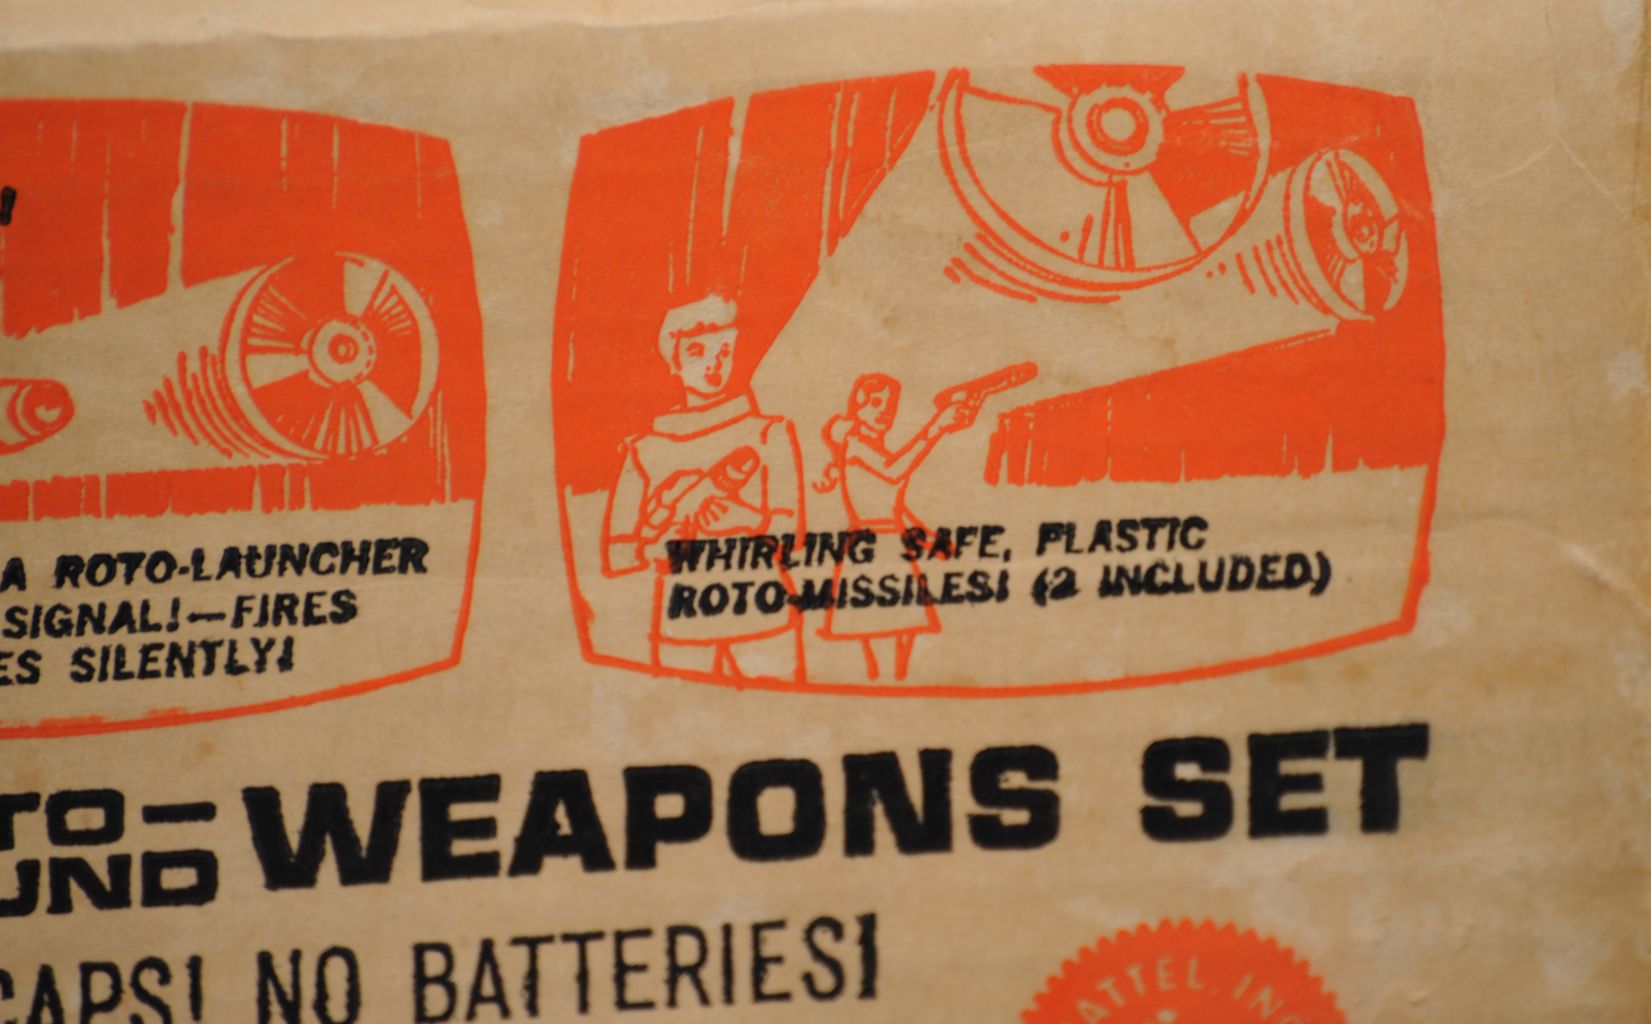 A ROTO-LAUNCHER
SIGNAL!—FIRES
ES SILENTLY!
WHIRLING SAFE, PLASTIC
ROTO-MISSILES! (2 INCLUDED)
TO-
UND
WEAPONS SET
CAPS! NO BATTERIES!
ATTEL, INC